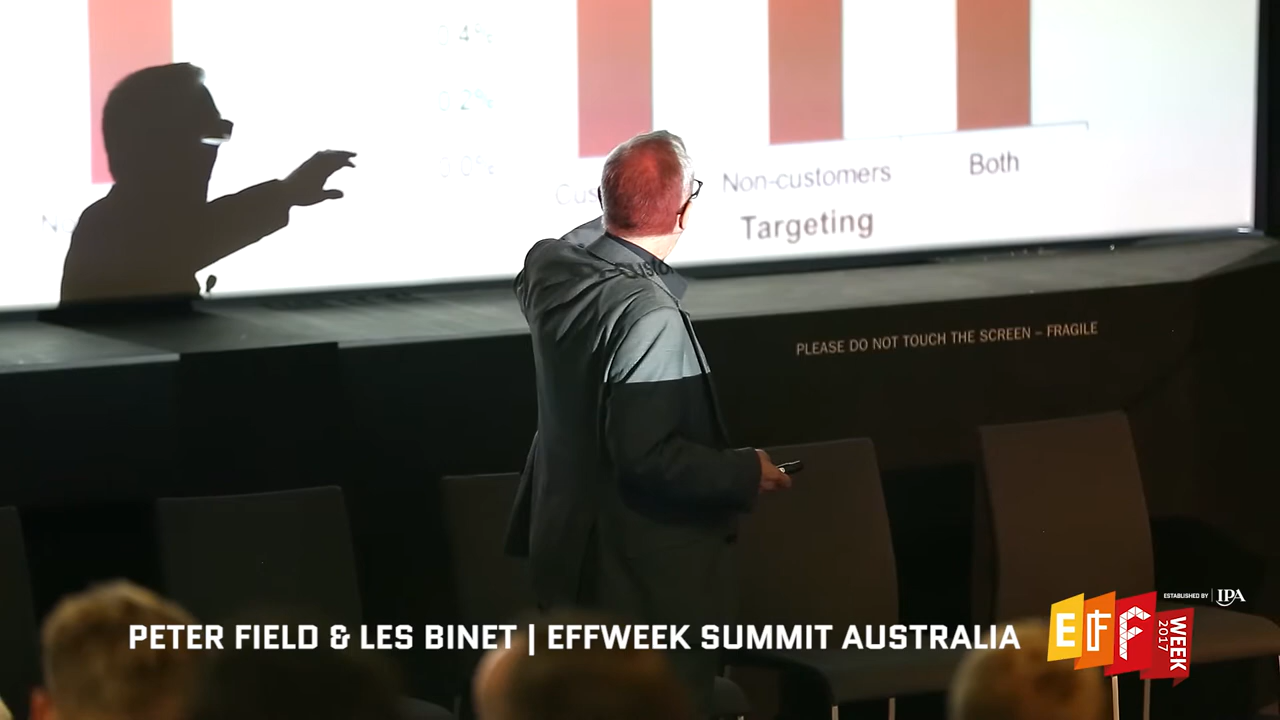 0.4%
0.2%
0.0%
Non-customers
Both
Targeting
PLEASE DO NOT TOUCH THE SCREEN – FRAGILE
ESTABLISHED BY | IPA
PETER FIELD & LES BINET | EFFWEEK SUMMIT AUSTRALIA
EFF WEEK 2017